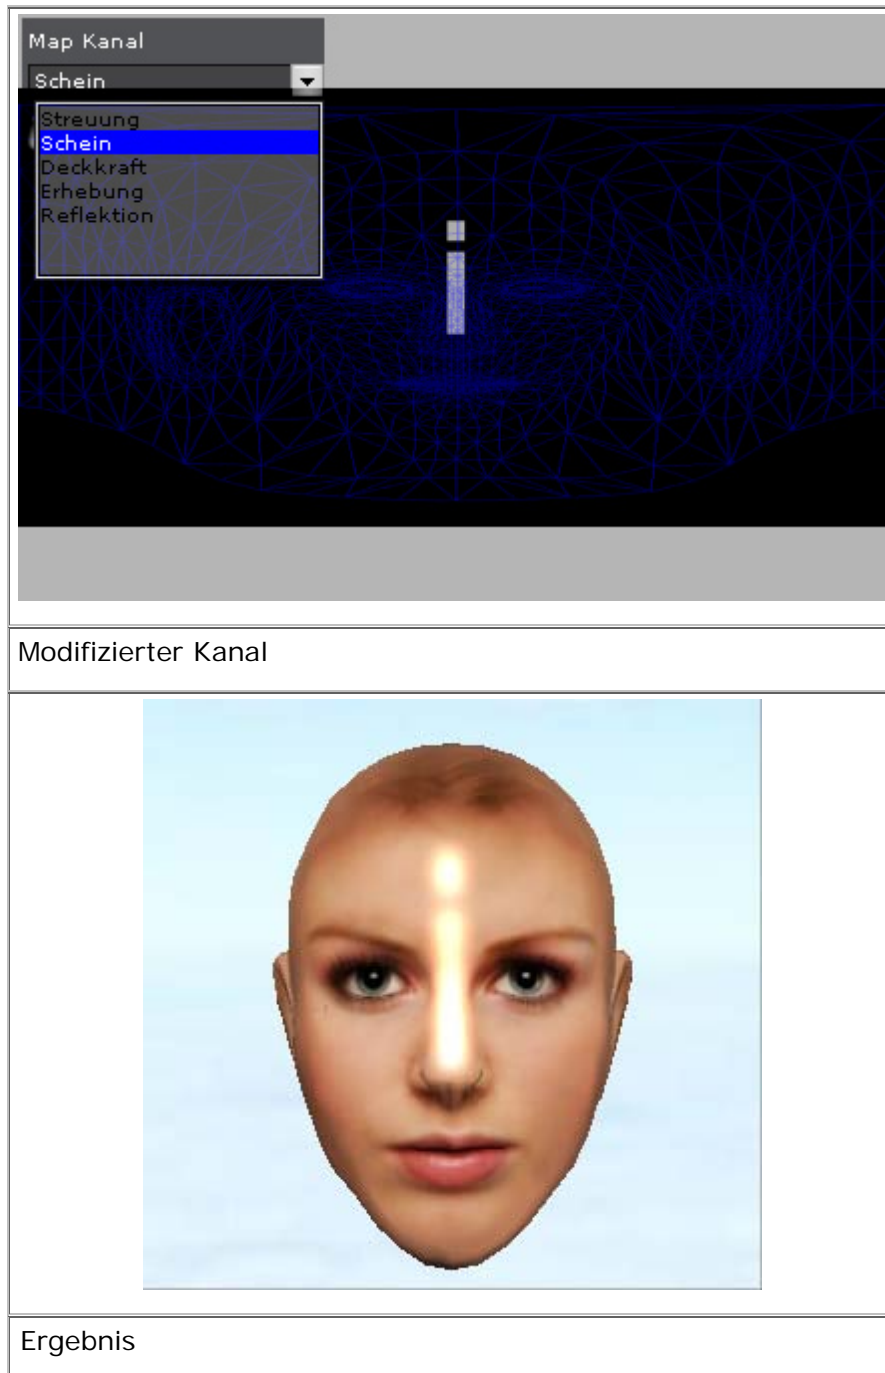 Map Kanal
Schein
Streuung
Schein
Deckkraft
Erhebung
Reflektion
Modifizierter Kanal
Ergebnis